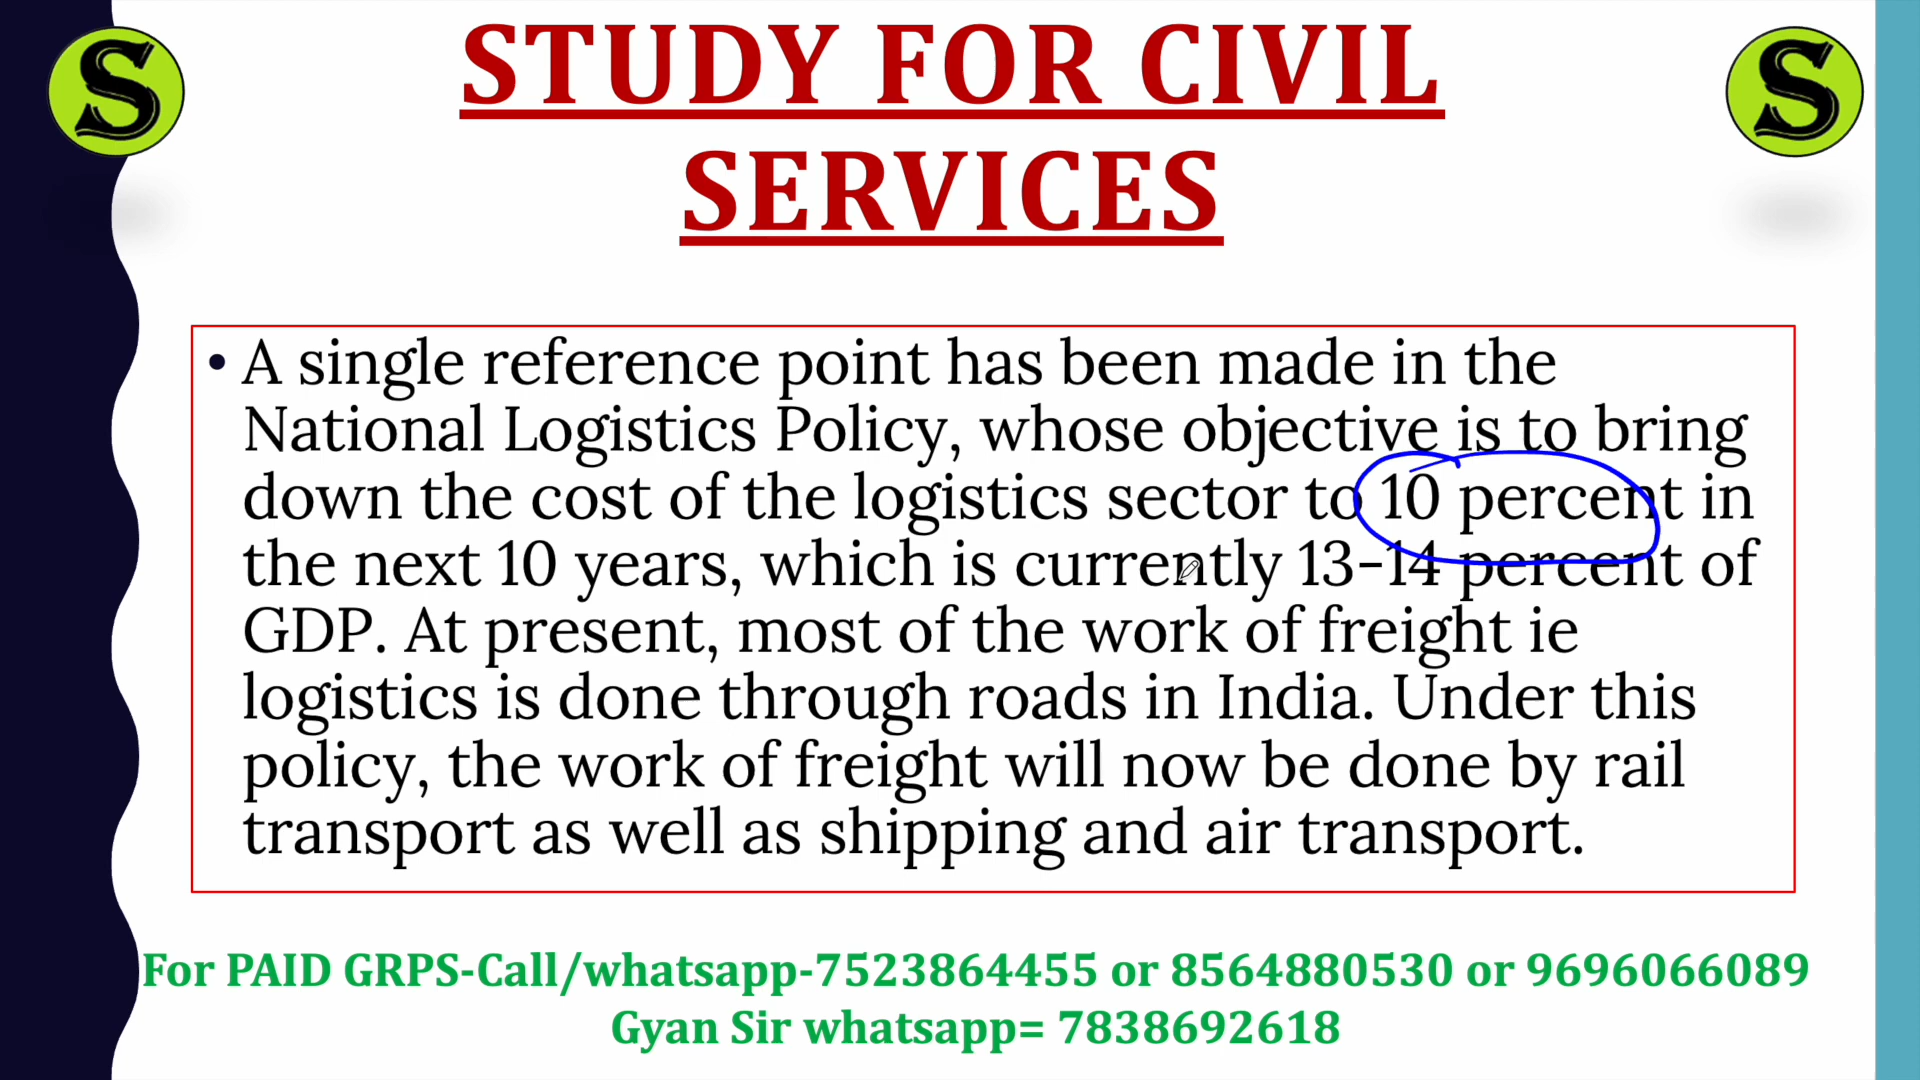 S
S
STUDY FOR CIVIL
SERVICES
• A single reference point has been made in the
National Logistics Policy, whose objective is to bring
down the cost of the logistics sector to 10 percent in
the next 10 years, which is currently 13-14 percent of
GDP. At present, most of the work of freight ie
logistics is done through roads in India. Under this
policy, the work of freight will now be done by rail
transport as well as shipping and air transport.
For PAID GRPS-Call/whatsapp-7523864455 or 8564880530 or 9696066089
Gyan Sir whatsapp= 7838692618